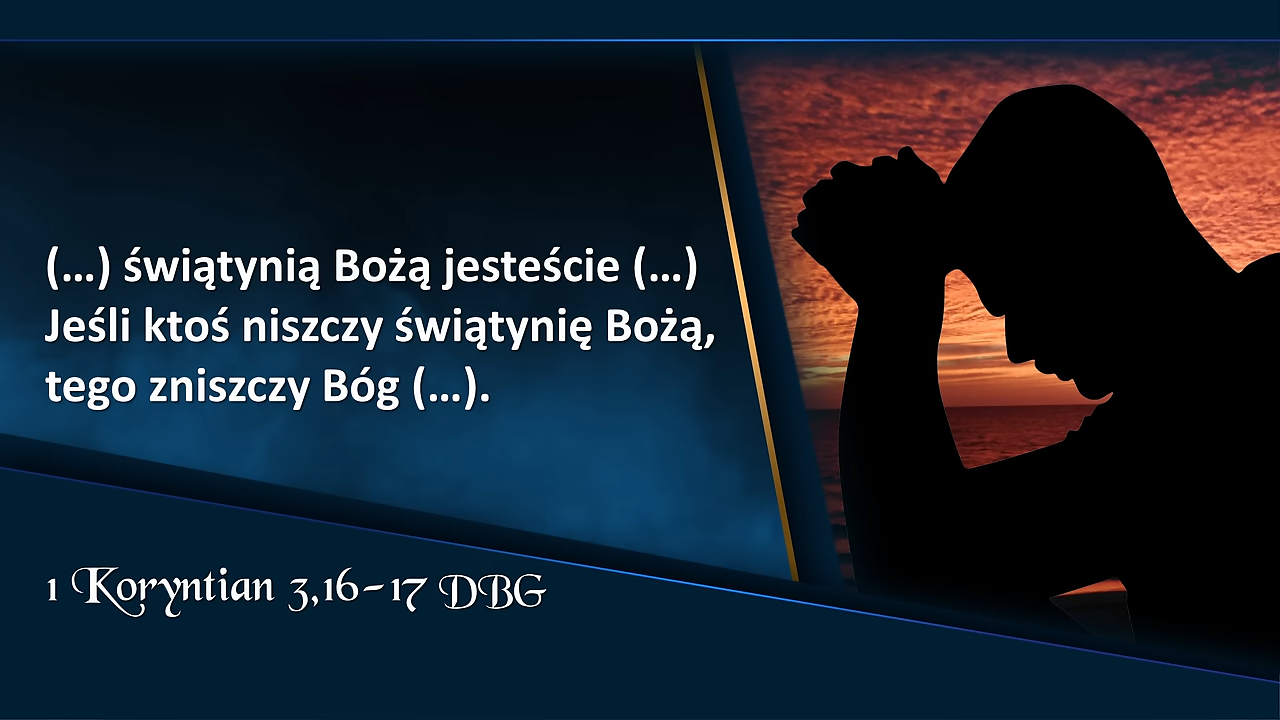 (…) świątynią Bożą jesteście (…)
Jeśli ktoś niszczy świątynię Bożą,
tego zniszczy Bóg (…).
1 Koryntian 3,16-17 DBG